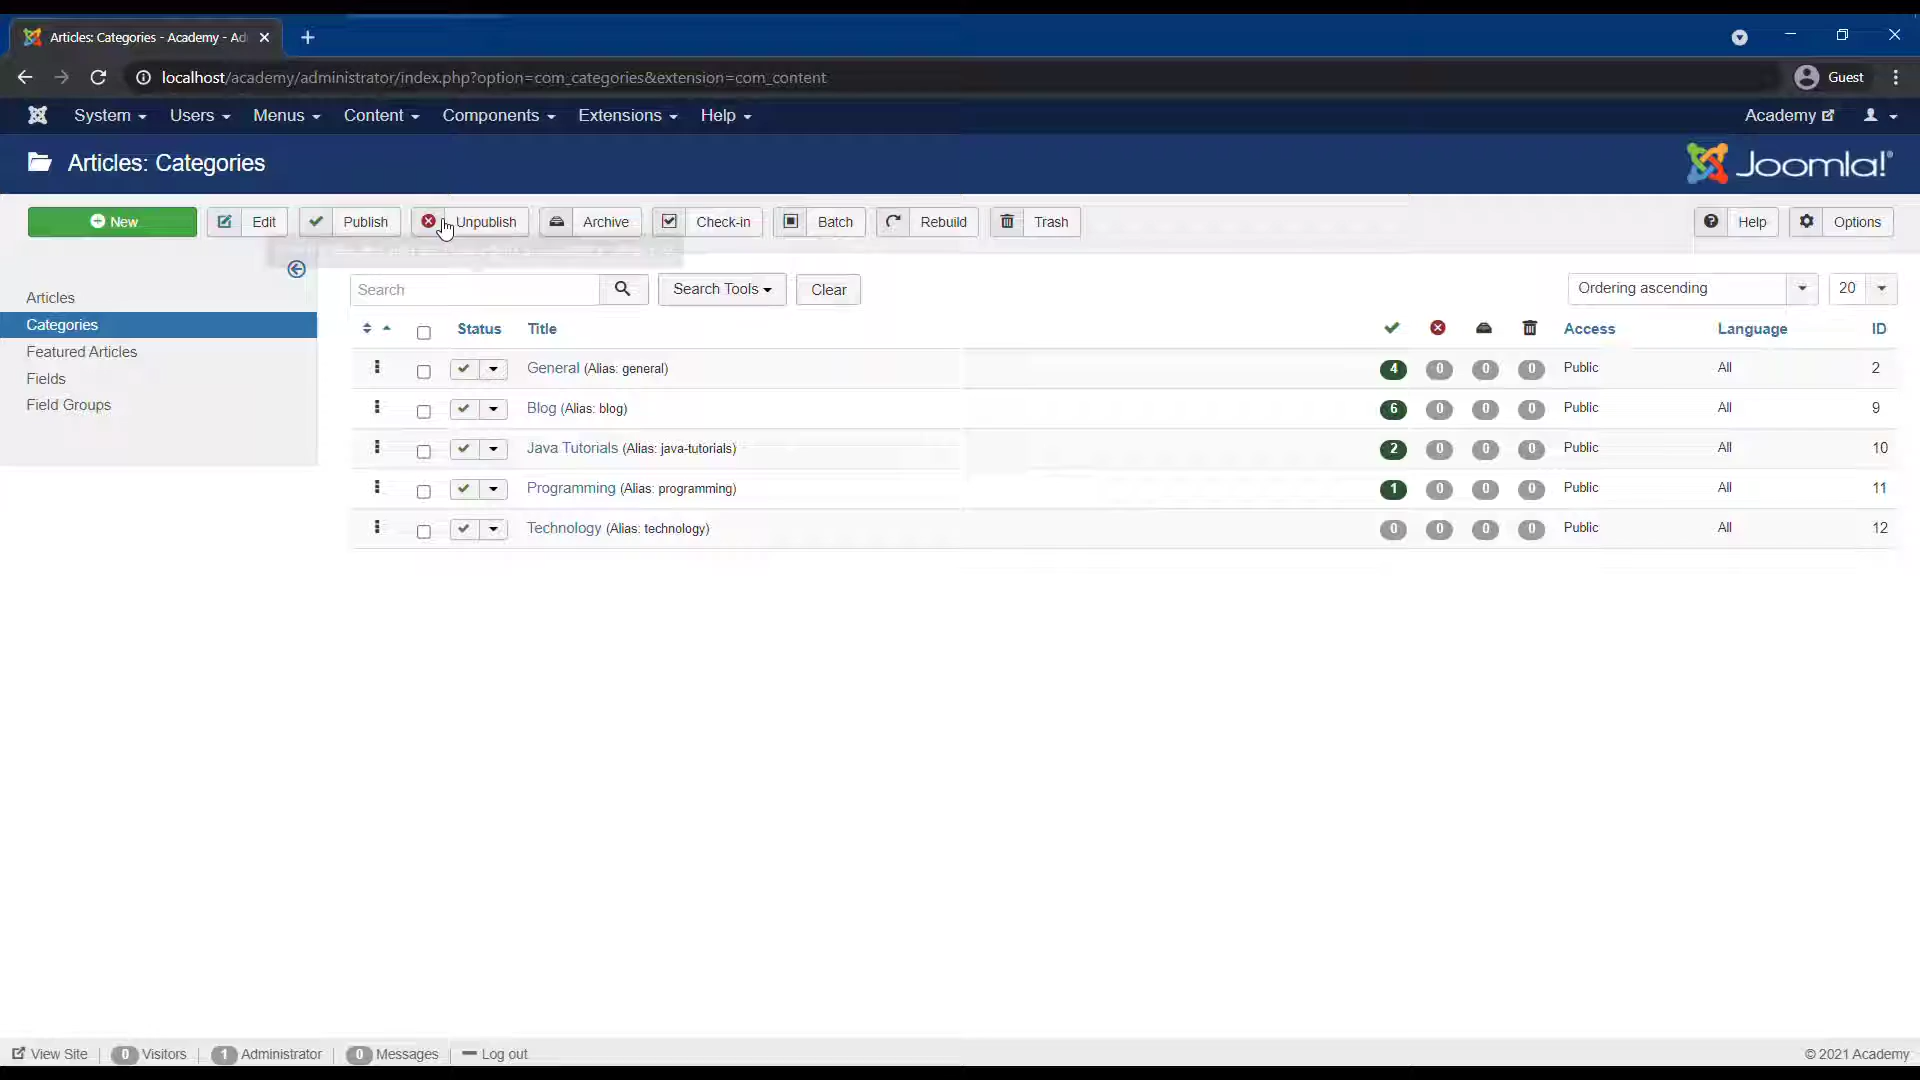 Articles: Categories - Academy - Ad
localhost/academy/administrator/index.php?option=com_categories&extension=com_content
Guest
System Users Menus Content Components Extensions Help Academy
Articles: Categories Joomla!®
New Edit Publish Unpublish Archive Check-in Batch Rebuild Trash Help Options
Search Search Tools Clear Ordering ascending 20
Articles
Categories
Featured Articles
Fields
Field Groups
Status Title Access Language ID
General (Alias: general) 4 0 0 0 Public All 2
Blog (Alias: blog) 6 0 0 0 Public All 9
Java Tutorials (Alias: java-tutorials) 2 0 0 0 Public All 10
Programming (Alias: programming) 1 0 0 0 Public All 11
Technology (Alias: technology) 0 0 0 0 Public All 12
View Site 0 Visitors 1 Administrator 0 Messages Log out © 2021 Academy